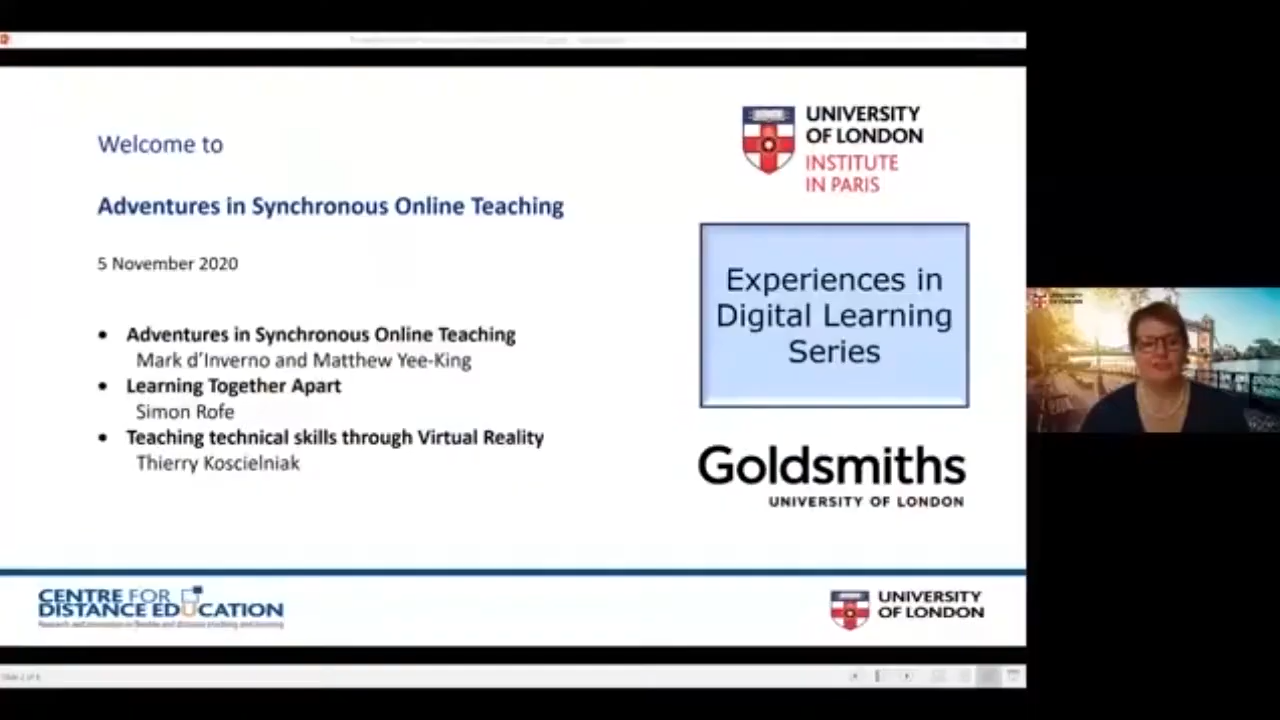 Welcome to
Adventures in Synchronous Online Teaching
5 November 2020
• Adventures in Synchronous Online Teaching
Mark d'Inverno and Matthew Yee-King
• Learning Together Apart
Simon Rofe
• Teaching technical skills through Virtual Reality
Thierry Koscielniak
UNIVERSITY
OF LONDON
INSTITUTE
IN PARIS
Experiences in
Digital Learning
Series
Goldsmiths
UNIVERSITY OF LONDON
CENTRE FOR
DISTANCE EDUCATION
UNIVERSITY
OF LONDON